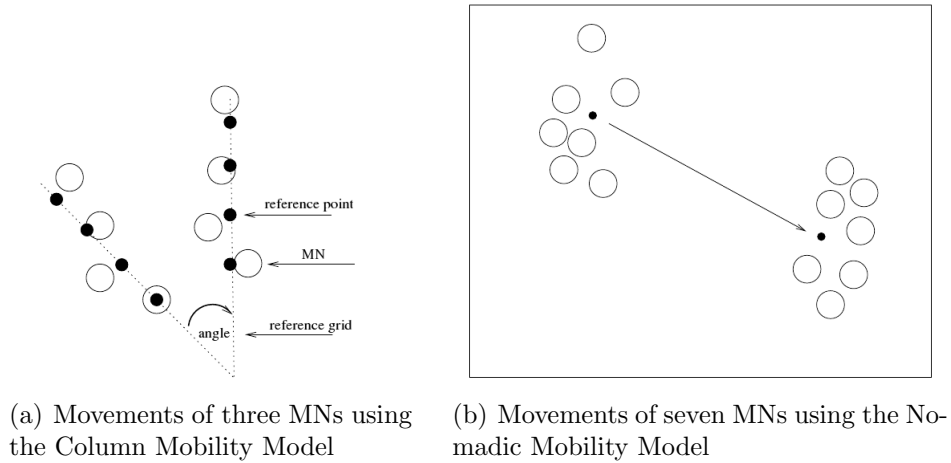 reference point
MN
reference grid
angle
(a) Movements of three MNs using
the Column Mobility Model
(b) Movements of seven MNs using the No-
madic Mobility Model